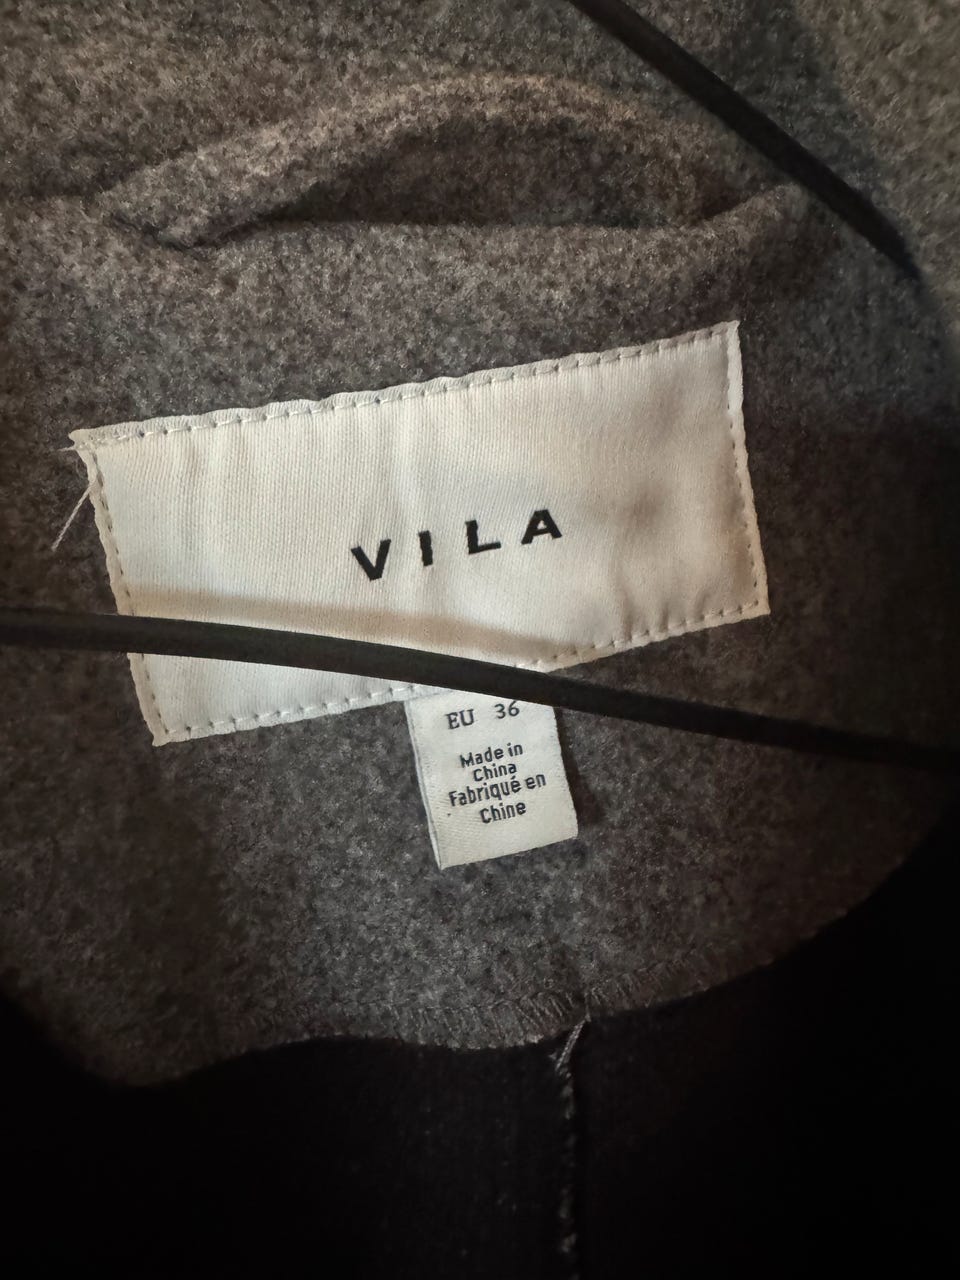 VILA
EU 36
Made in
China
Fabriqué en
Chine